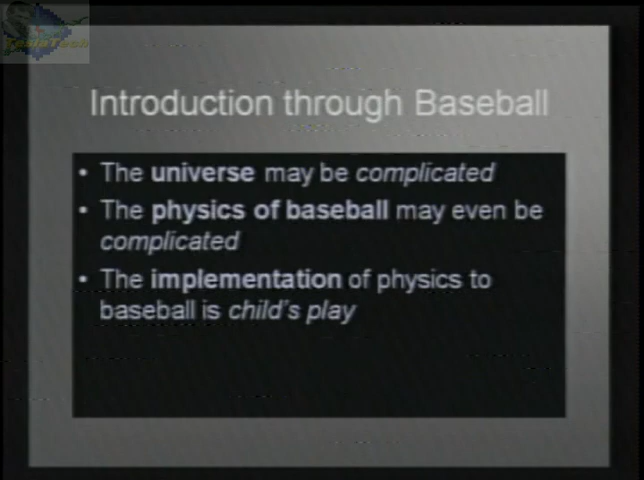 Introduction through Baseball
• The universe may be complicated
• The physics of baseball may even be
complicated
• The implementation of physics to
baseball is child's play